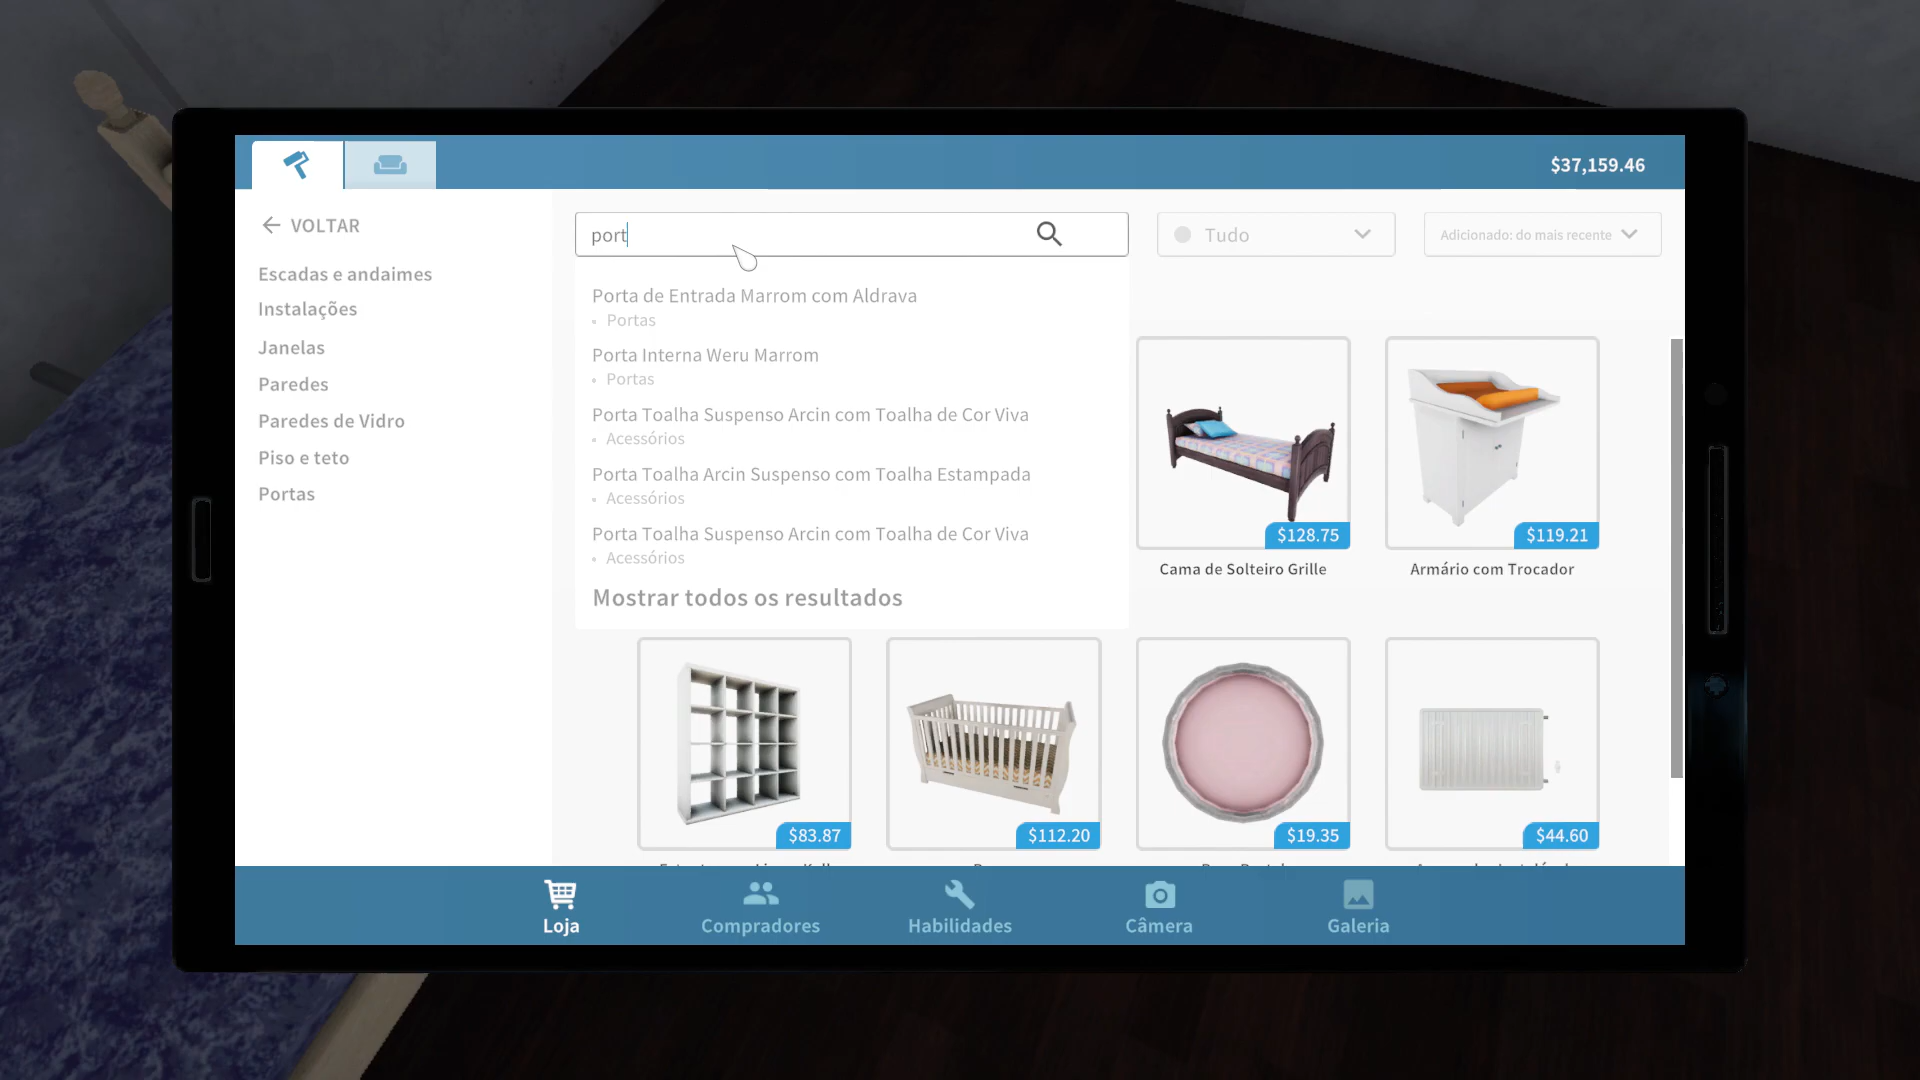 $37,159.46
VOLTAR
Escadas e andaimes
Instalações
Janelas
Paredes
Paredes de Vidro
Piso e teto
Portas
port
Tudo
Adicionado: do mais recente
Porta de Entrada Marrom com Aldrava
Portas
Porta Interna Weru Marrom
Portas
Porta Toalha Suspenso Arcin com Toalha de Cor Viva
Acessórios
Porta Toalha Arcin Suspenso com Toalha Estampada
Acessórios
Porta Toalha Suspenso Arcin com Toalha de Cor Viva
Acessórios
Mostrar todos os resultados
$128.75
Cama de Solteiro Grille
$119.21
Armário com Trocador
$83.87
$112.20
$19.35
$44.60
Loja
Compradores
Habilidades
Câmera
Galeria